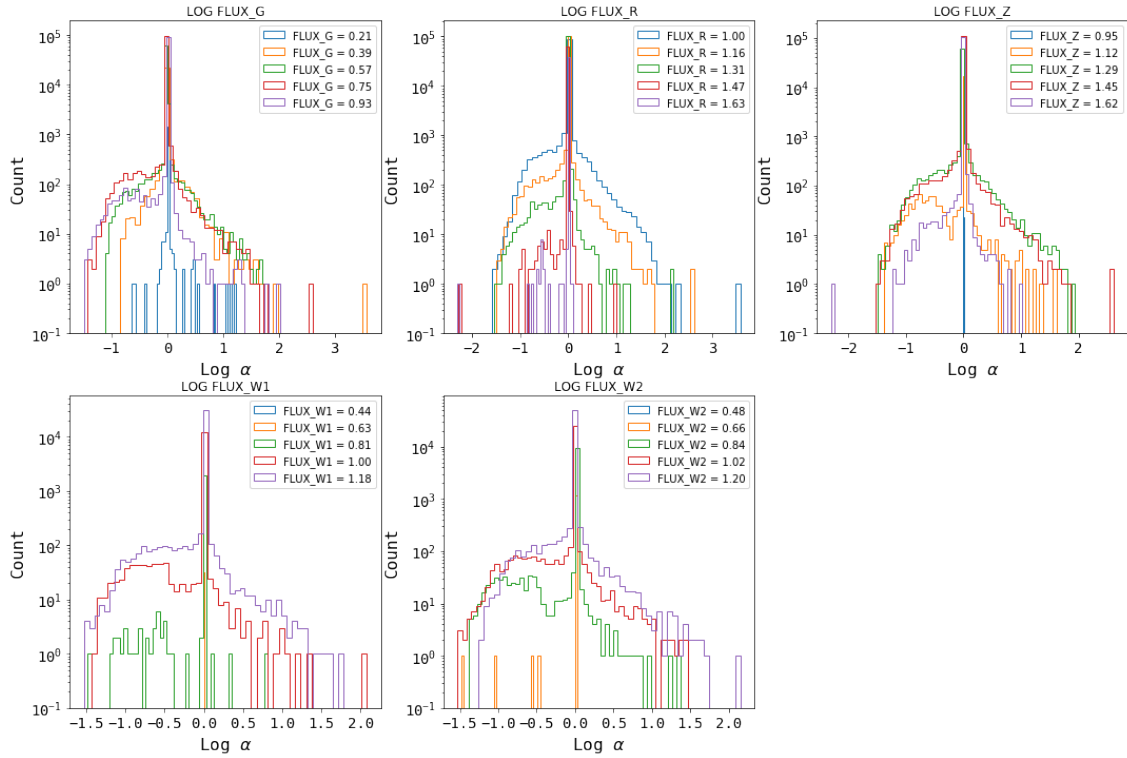 LOG FLUX_G
10^5
10^4
10^3
10^2
10^1
10^0
10^-1
Count
FLUX_G = 0.21
FLUX_G = 0.39
FLUX_G = 0.57
FLUX_G = 0.75
FLUX_G = 0.93
-1 0 1 2 3
Log α
LOG FLUX_R
10^5
10^4
10^3
10^2
10^1
10^0
10^-1
Count
FLUX_R = 1.00
FLUX_R = 1.16
FLUX_R = 1.31
FLUX_R = 1.47
FLUX_R = 1.63
−2 −1 0 1 2 3
Log α
LOG FLUX_Z
10^5
10^4
10^3
10^2
10^1
10^0
10^-1
Count
FLUX_Z = 0.95
FLUX_Z = 1.12
FLUX_Z = 1.29
FLUX_Z = 1.45
FLUX_Z = 1.62
−2 −1 0 1 2
Log α
LOG FLUX_W1
10^4
10^3
10^2
10^1
10^0
10^-1
Count
FLUX_W1 = 0.44
FLUX_W1 = 0.63
FLUX_W1 = 0.81
FLUX_W1 = 1.00
FLUX_W1 = 1.18
−1.5 −1.0 −0.5 0.0 0.5 1.0 1.5 2.0
Log α
LOG FLUX_W2
10^4
10^3
10^2
10^1
10^0
10^-1
Count
FLUX_W2 = 0.48
FLUX_W2 = 0.66
FLUX_W2 = 0.84
FLUX_W2 = 1.02
FLUX_W2 = 1.20
−1.5 −1.0 −0.5 0.0 0.5 1.0 1.5 2.0
Log α